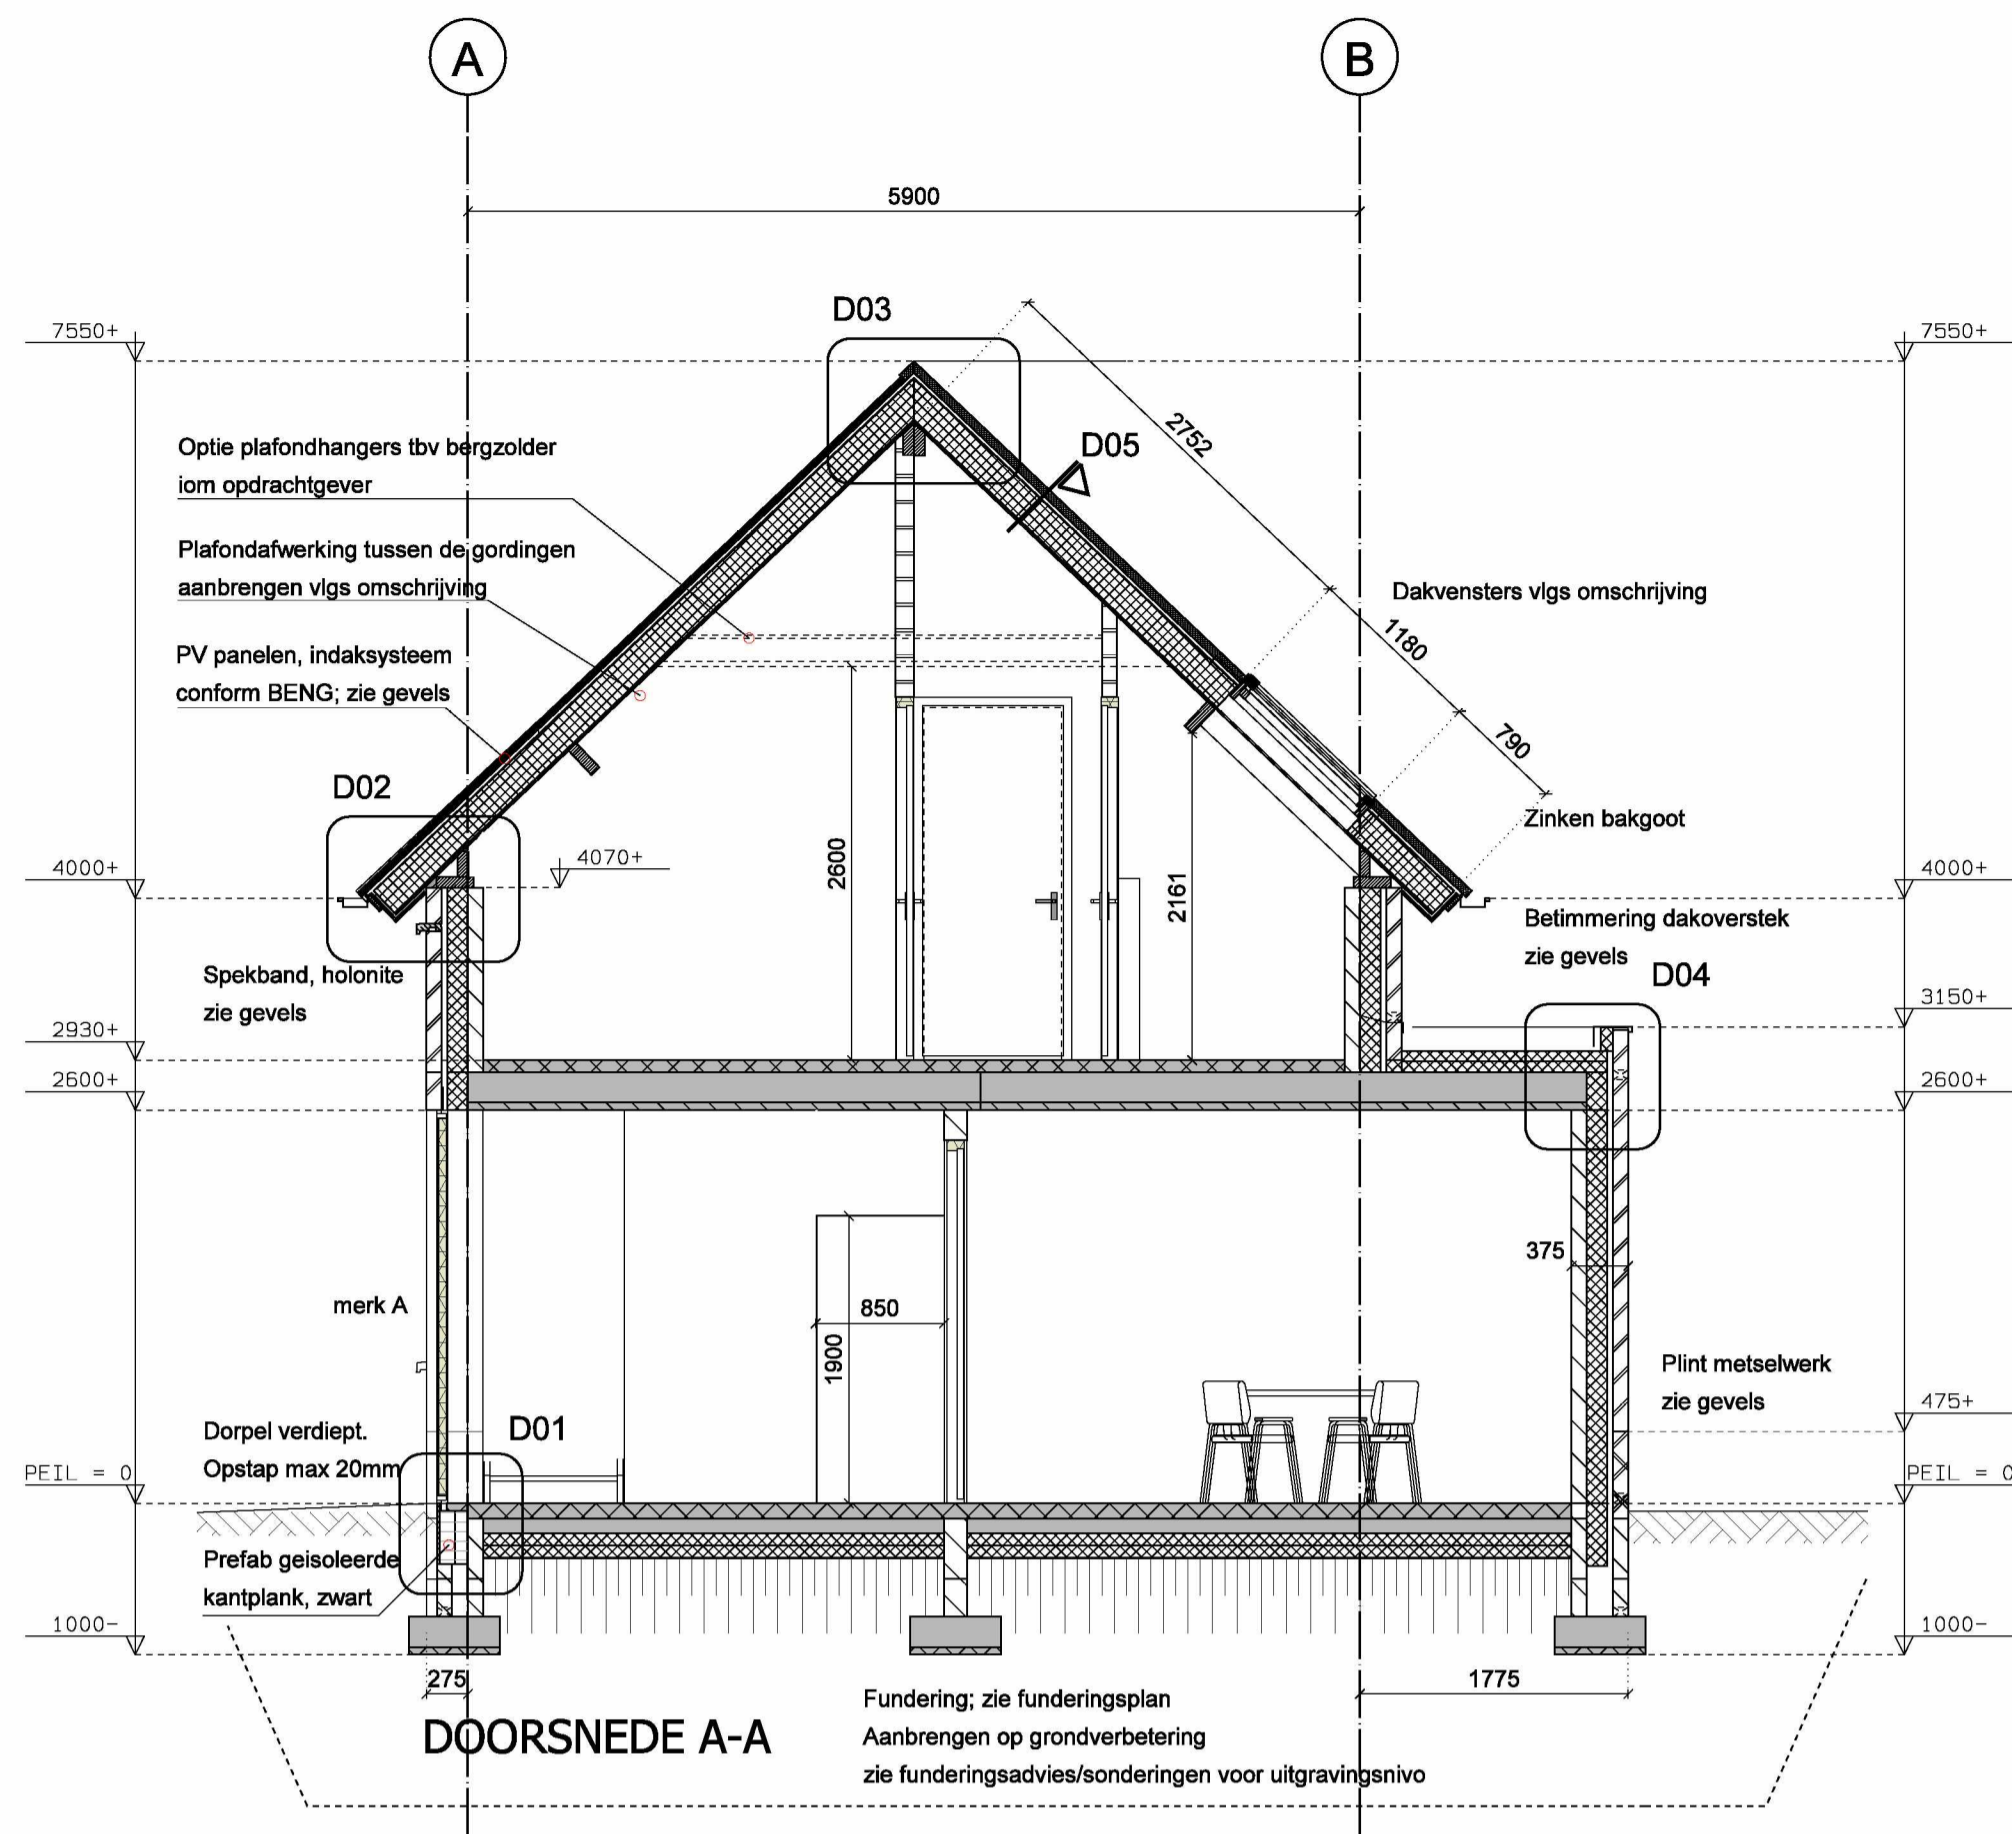 A
B
5900
D03
7550+
7550+
2752
D05
Optie plafondhangers tbv bergzolder
iom opdrachtgever
Plafondafwerking tussen de gordingen
aanbrengen vlgs omschrijving
Dakvensters vlgs omschrijving
1180
PV panelen, indaksysteem
conform BENG; zie gevels
790
D02
Zinken bakgoot
4000+
4070+
2600
2161
4000+
Betimmering dakoverstek
zie gevels
D04
Spekband, holonite
zie gevels
3150+
2930+
2600+
2600+
375
merk A
850
1900
Plint metselwerk
zie gevels
475+
Dorpel verdiept.
Opstap max 20mm
D01
PEIL = 0
PEIL = 0
Prefab geisoleerde
kantplank, zwart
1000-
1000-
275
1775
DOORSNEDE A-A
Fundering; zie funderingsplan
Aanbrengen op grondverbetering
zie funderingsadvies/sonderingen voor uitgravingsnivo